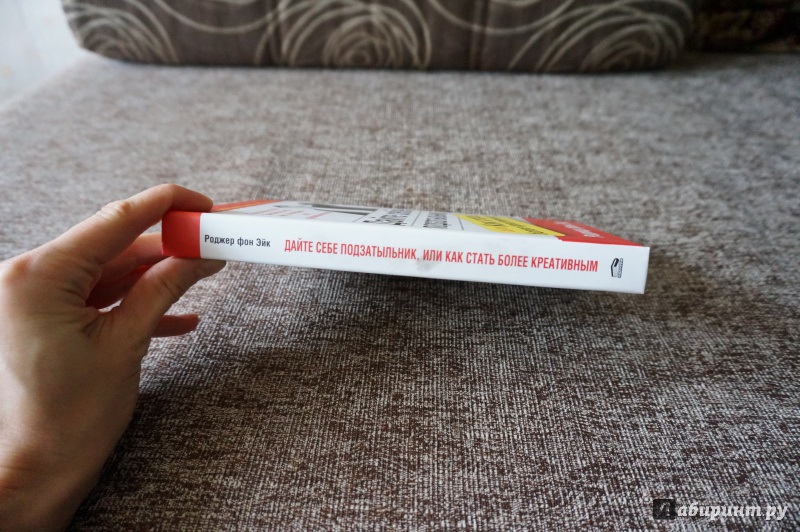 Роджер фон Эйк
ДАЙТЕ СЕБЕ ПОДЗАТЫЛЬНИК, ИЛИ КАК СТАТЬ БОЛЕЕ КРЕАТИВНЫМ
Лабиринт.ру